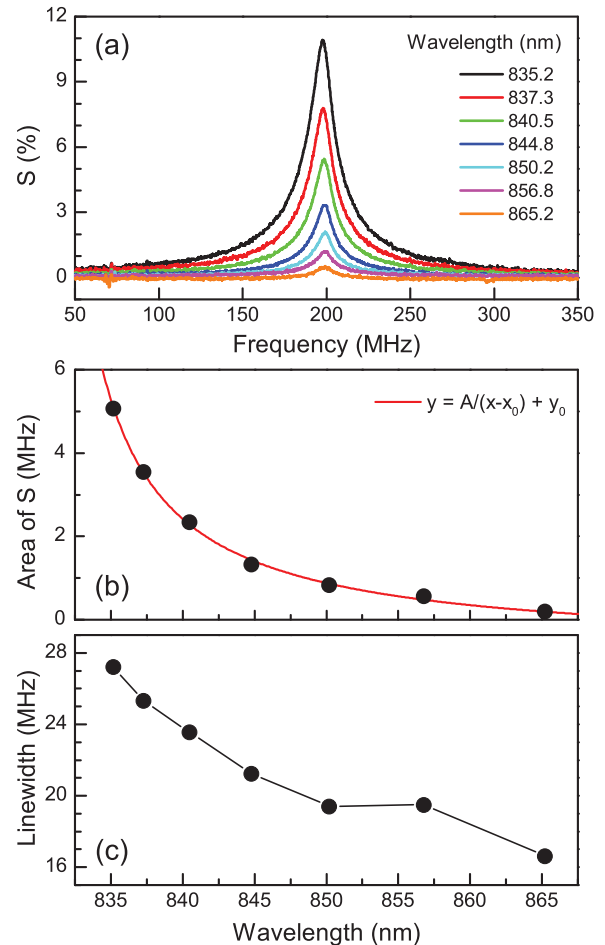 (a)
Wavelength (nm)
835.2
837.3
840.5
844.8
850.2
856.8
865.2
12
9
6
3
0
S (%)
50 100 150 200 250 300 350
Frequency (MHz)
(b)
y = A/(x-x₀) + y₀
6
4
2
0
Area of S (MHz)
(c)
28
24
20
16
Linewidth (MHz)
835 840 845 850 855 860 865
Wavelength (nm)